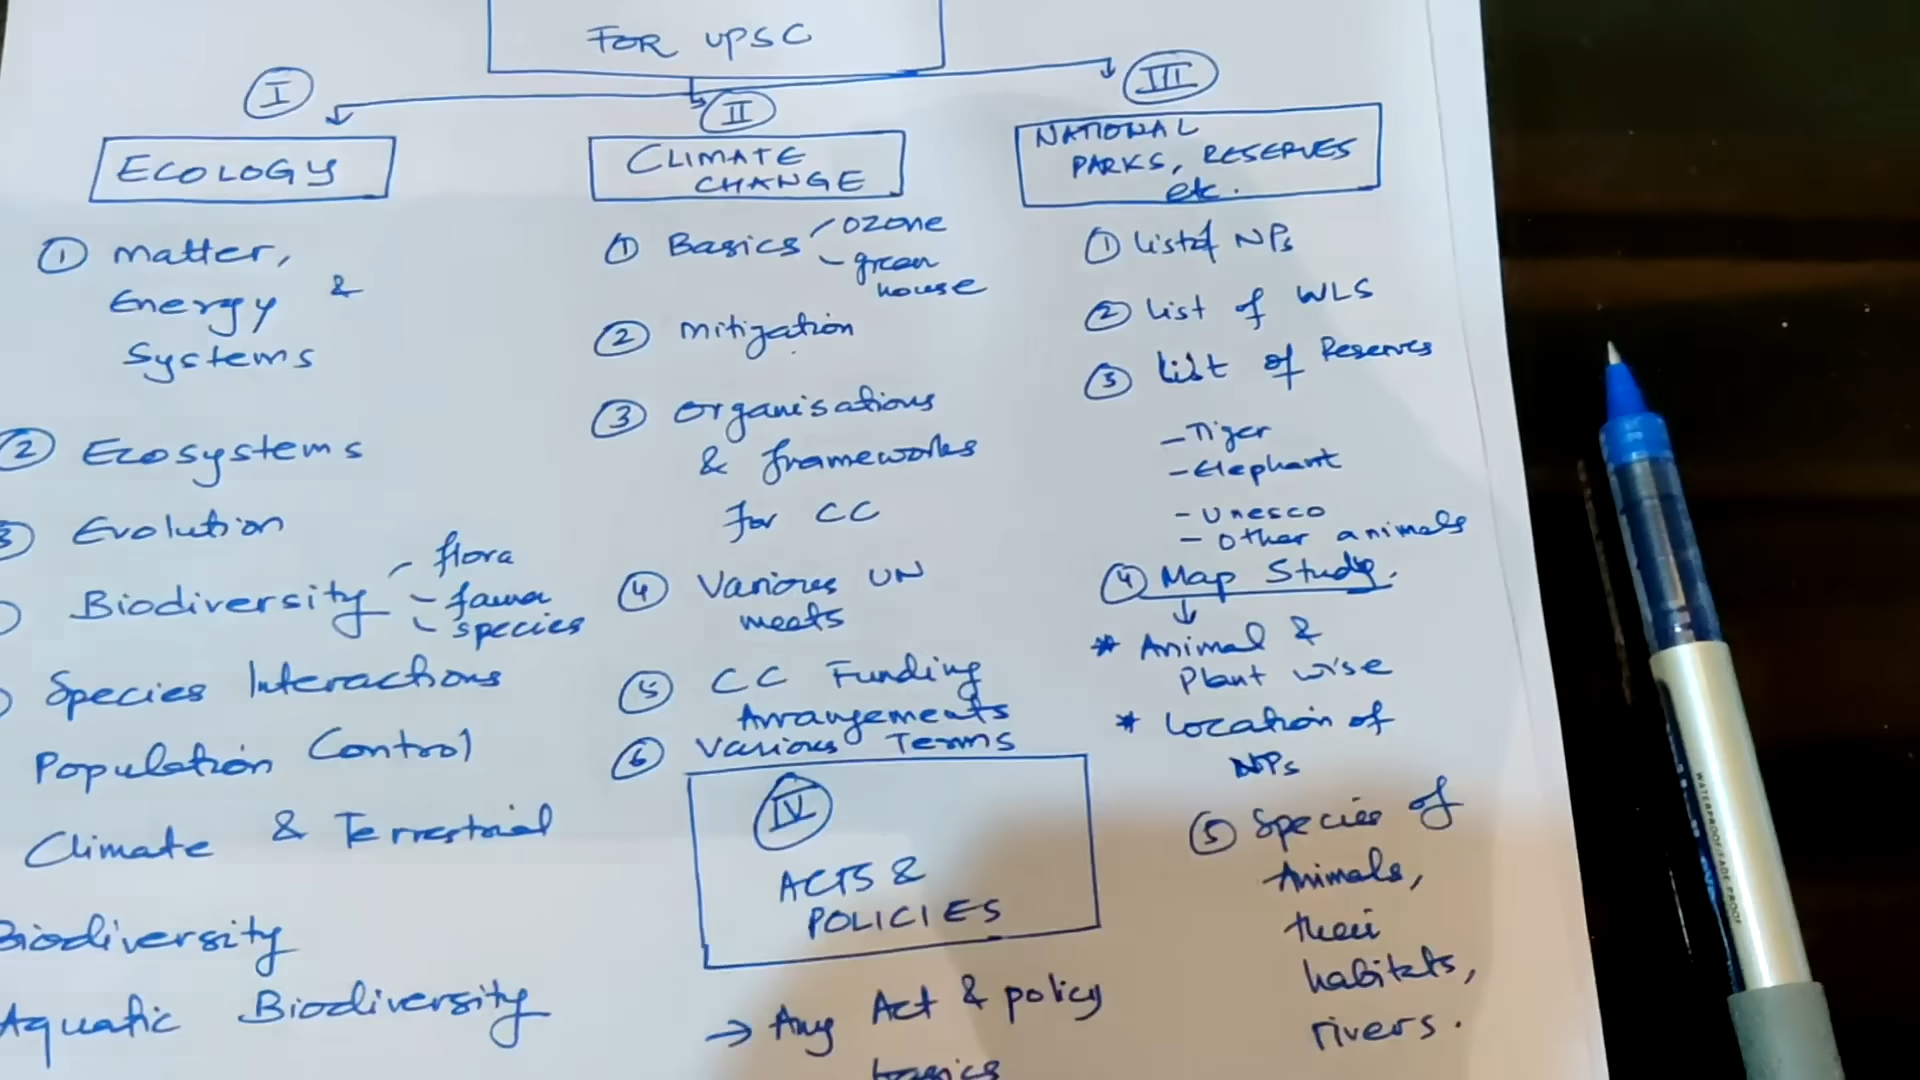 FOR UPSC
I
ECOLOGY
① Matter,
Energy &
Systems
② Ecosystems
③ Evolution
Biodiversity - flora
- fauna
- species
Species Interactions
Population Control
Climate & Terrestrial
Biodiversity
Aquatic Biodiversity
II
CLIMATE
CHANGE
① Basics - Ozone
- green
house
② Mitigation
③ Organisations
& frameworks
for CC
④ Various UN
meets
⑤ CC Funding
Arrangements
⑥ Various Terms
III
NATIONAL
PARKS, RESERVES
etc.
① List of NPs
② List of WLS
③ List of Reserves
- Tiger
- Elephant
- Unesco
- Other animals
④ Map Study.
* Animal &
Plant wise
* Location of
NPs
⑤ Species of
Animals,
their
habitats,
rivers.
IV
ACTS &
POLICIES
→ Any Act & policy
basics
WATERPROOF/FADE PROOF